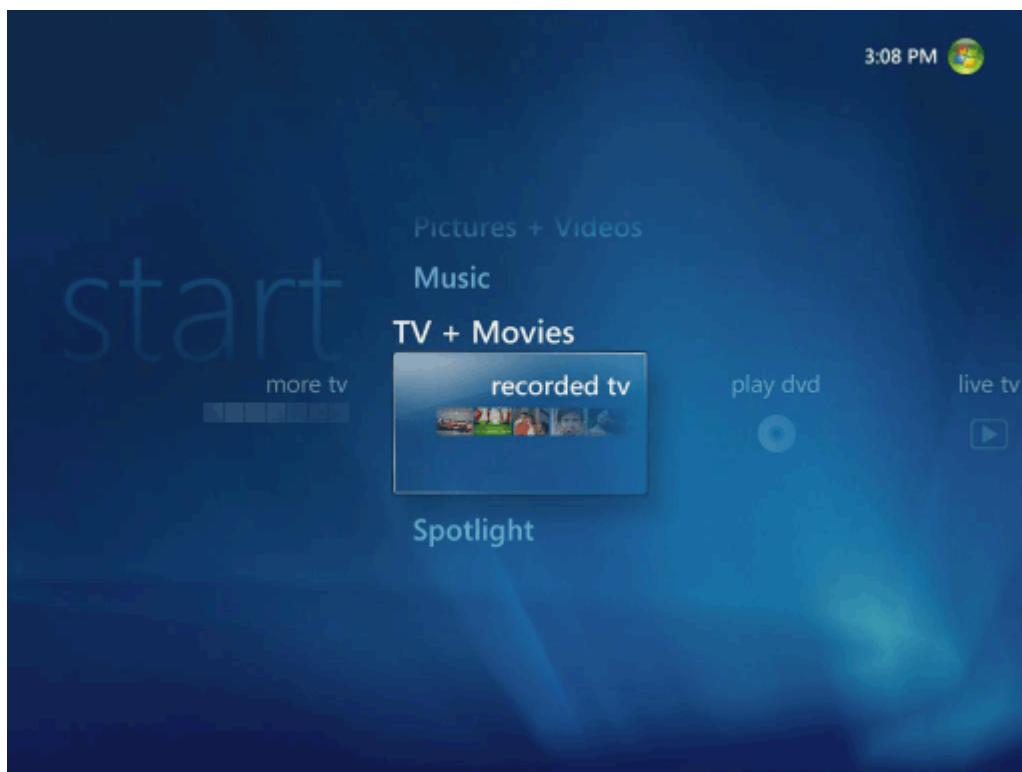 3:08 PM
Pictures + Videos
Music
start
TV + Movies
more tv
recorded tv
play dvd
live tv
Spotlight